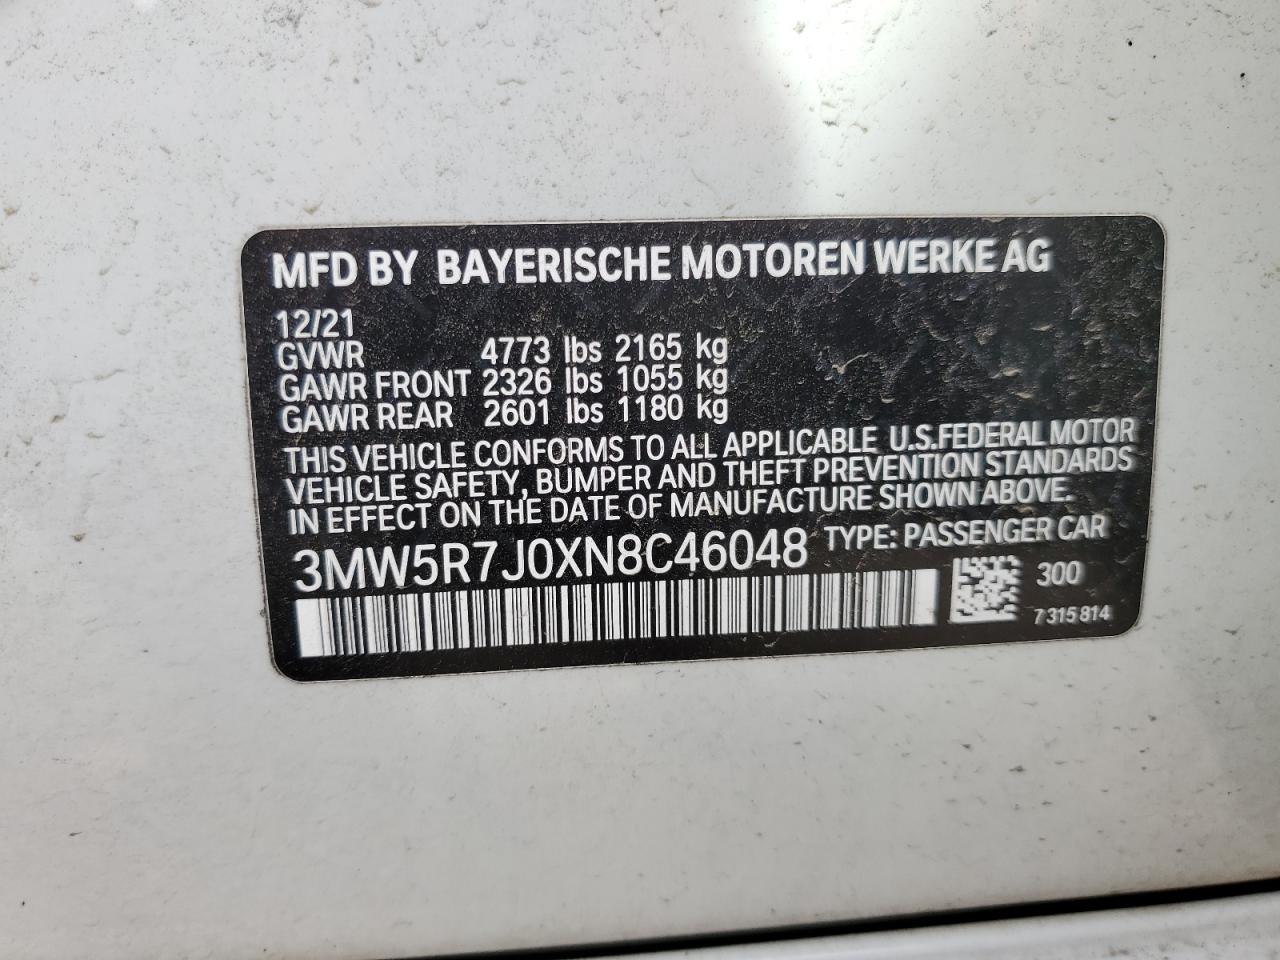 MFD BY BAYERISCHE MOTOREN WERKE AG
12/21
GVWR 4773 lbs 2165 kg
GAWR FRONT 2326 lbs 1055 kg
GAWR REAR 2601 lbs 1180 kg
THIS VEHICLE CONFORMS TO ALL APPLICABLE U.S.FEDERAL MOTOR
VEHICLE SAFETY, BUMPER AND THEFT PREVENTION STANDARDS
IN EFFECT ON THE DATE OF MANUFACTURE SHOWN ABOVE.
3MW5R7J0XN8C46048 TYPE: PASSENGER CAR
300
7 315 814